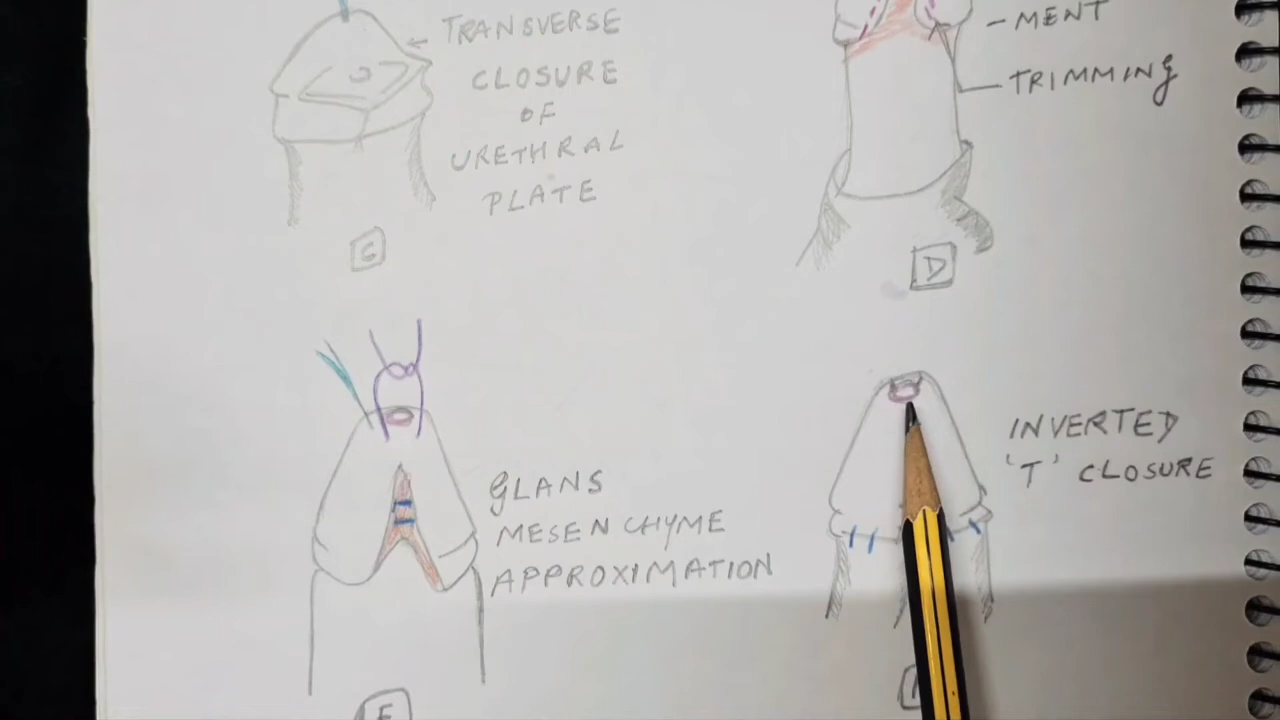 TRANSVERSE
CLOSURE
OF
URETHRAL
PLATE
C
- MENT
TRIMMING
D
GLANS
MESENCHYME
APPROXIMATION
E
INVERTED
'T' CLOSURE